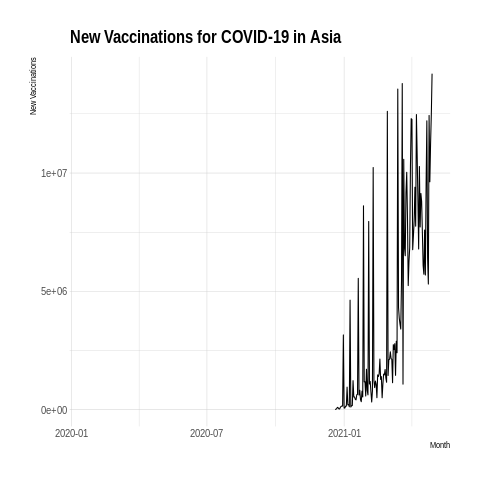 New Vaccinations for COVID-19 in Asia
New Vaccinations
1e+07
5e+06
0e+00
2020-01 2020-07 2021-01
Month